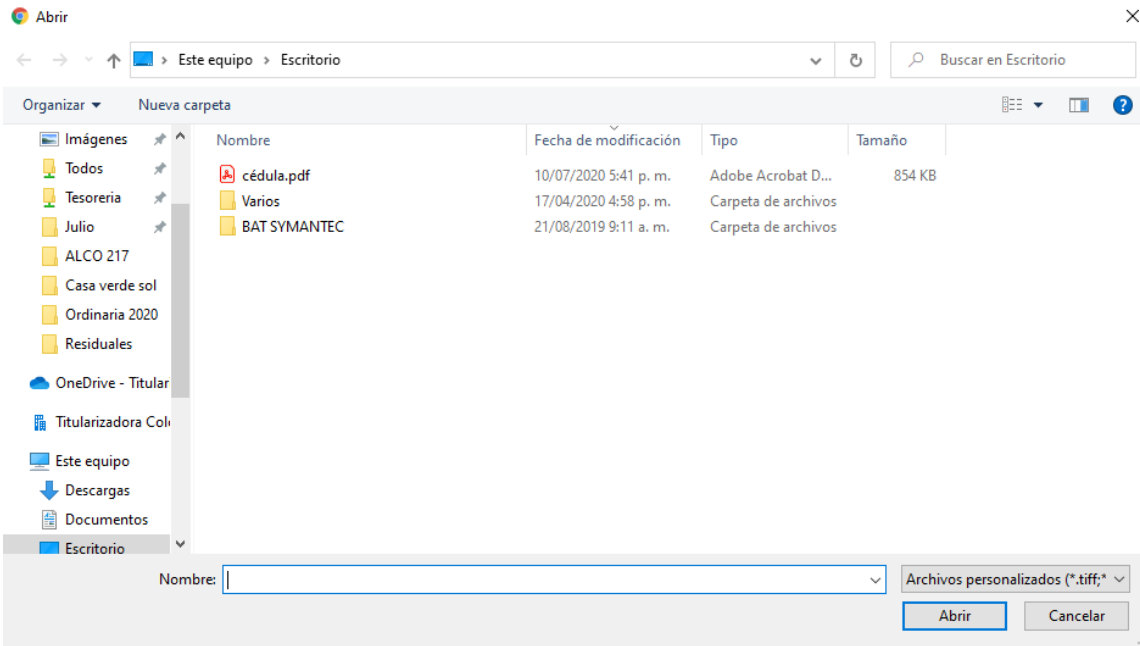 Abrir
Este equipo > Escritorio
Buscar en Escritorio
Organizar
Nueva carpeta
Imágenes
Todos
Tesoreria
Julio
ALCO 217
Casa verde sol
Ordinaria 2020
Residuales
OneDrive - Titular
Titularizadora Col
Este equipo
Descargas
Documentos
Escritorio
Nombre Fecha de modificación Tipo Tamaño
cédula.pdf 10/07/2020 5:41 p. m. Adobe Acrobat D... 854 KB
Varios 17/04/2020 4:58 p. m. Carpeta de archivos
BAT SYMANTEC 21/08/2019 9:11 a. m. Carpeta de archivos
Nombre:
Archivos personalizados (*.tiff;*
Abrir
Cancelar